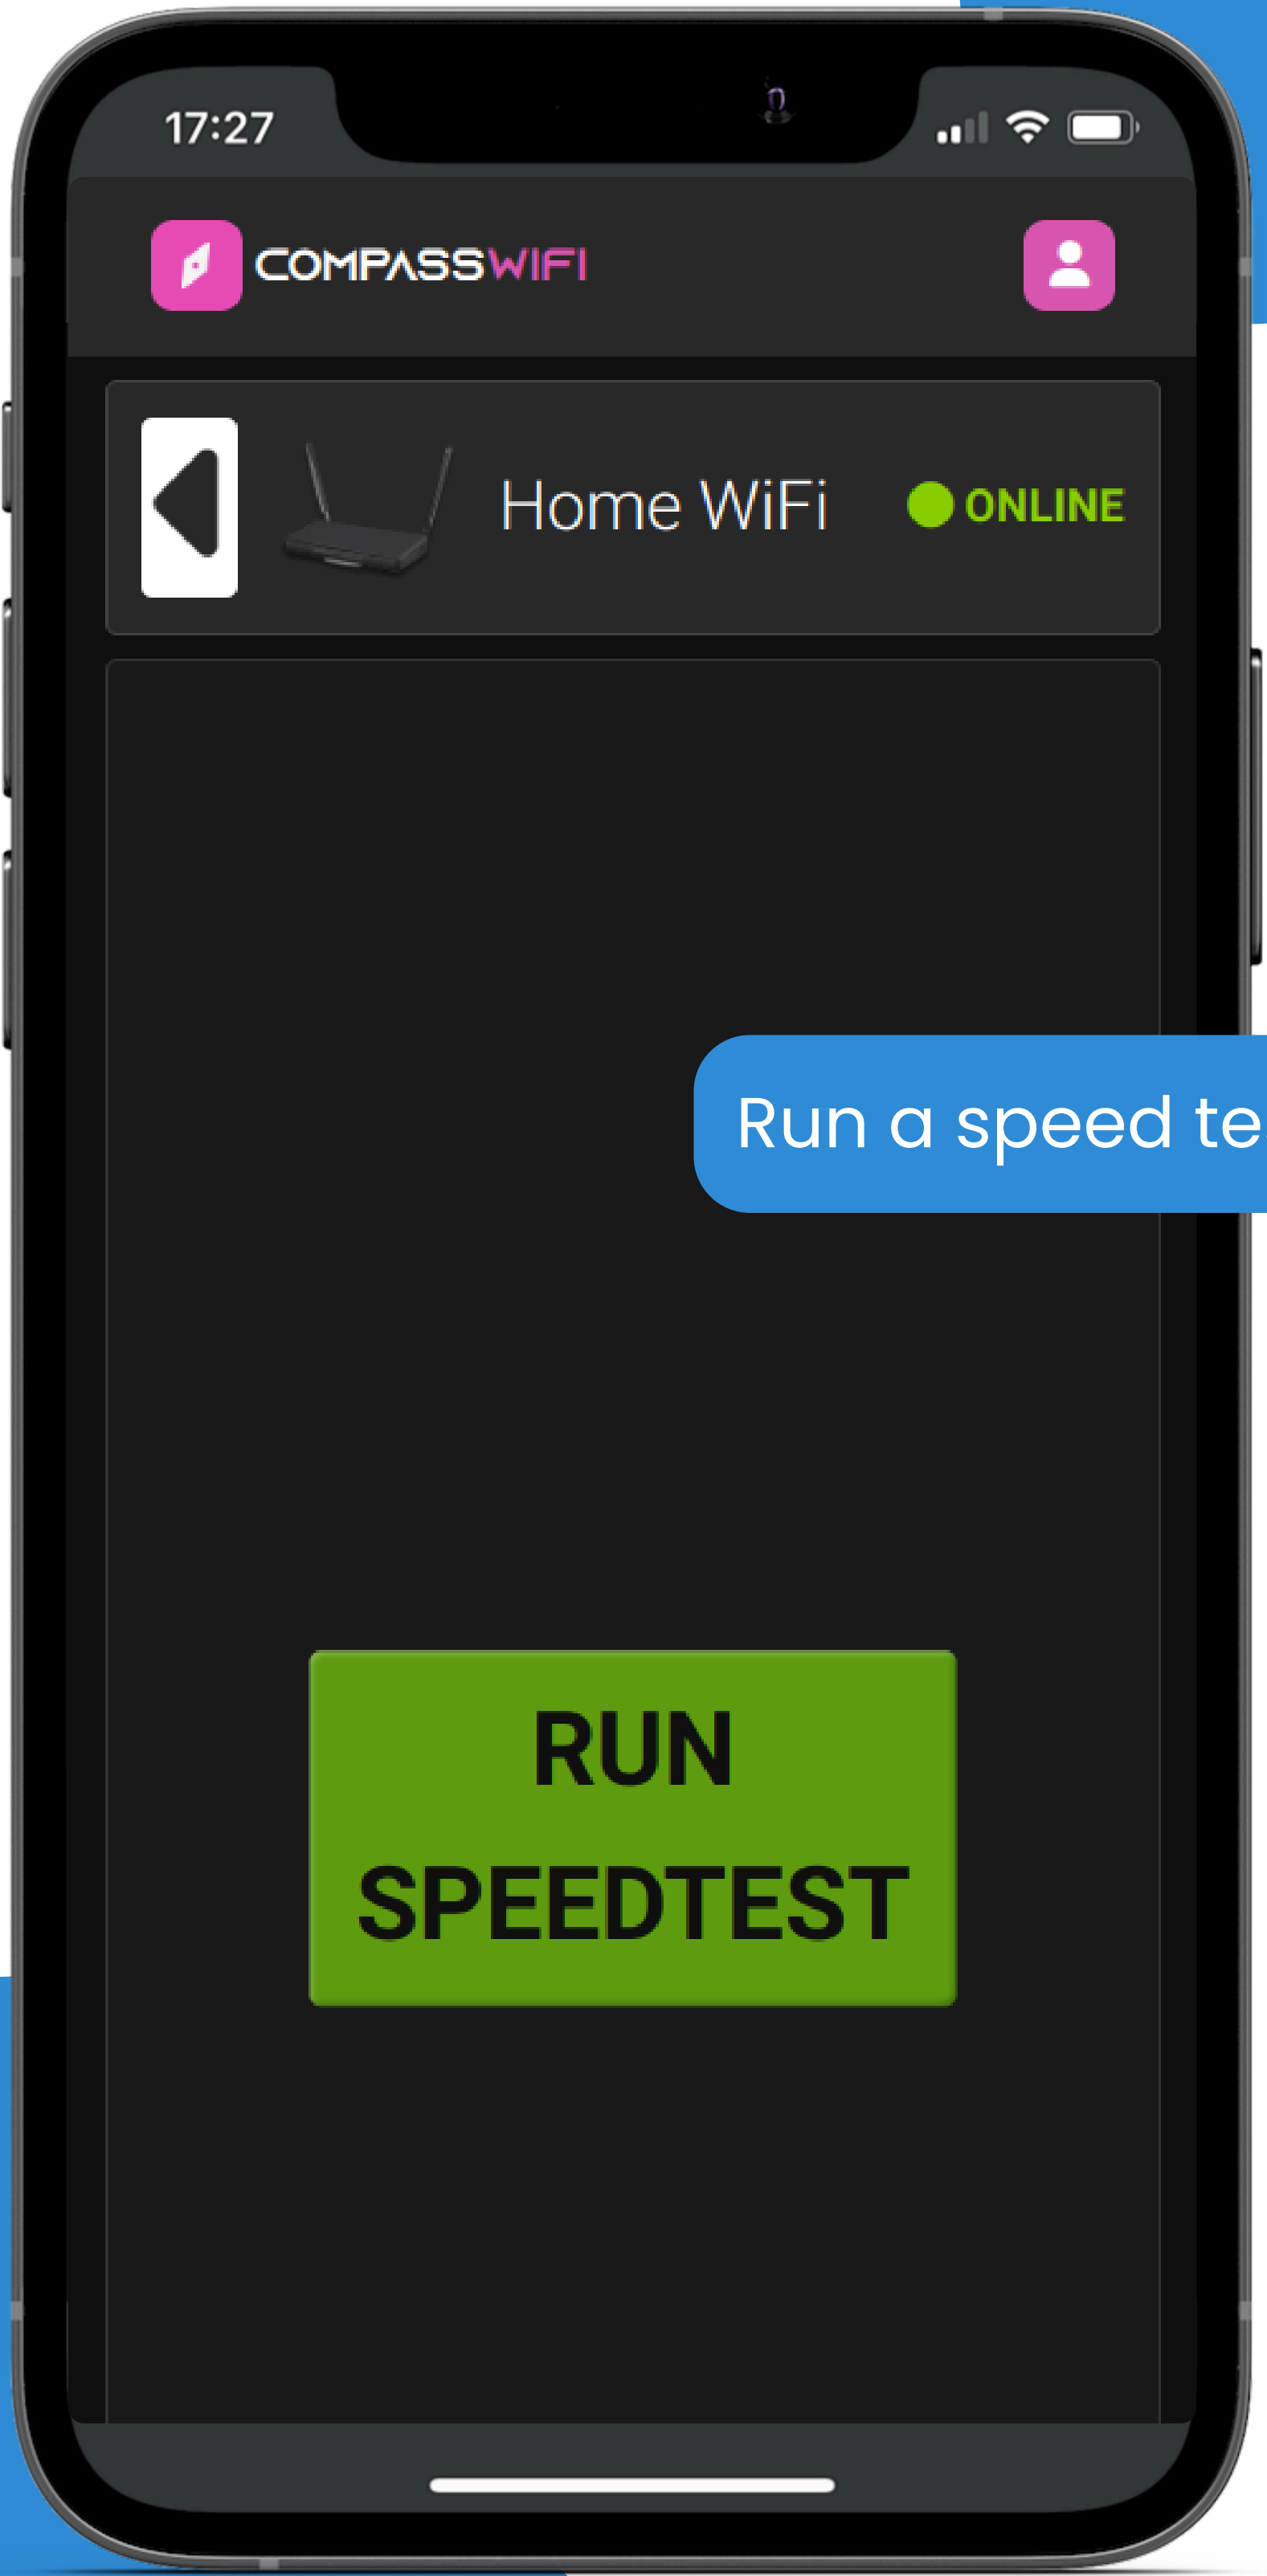 17:27
COMPASSWIFI
Home WiFi
ONLINE
Run a speed te
RUN
SPEEDTEST